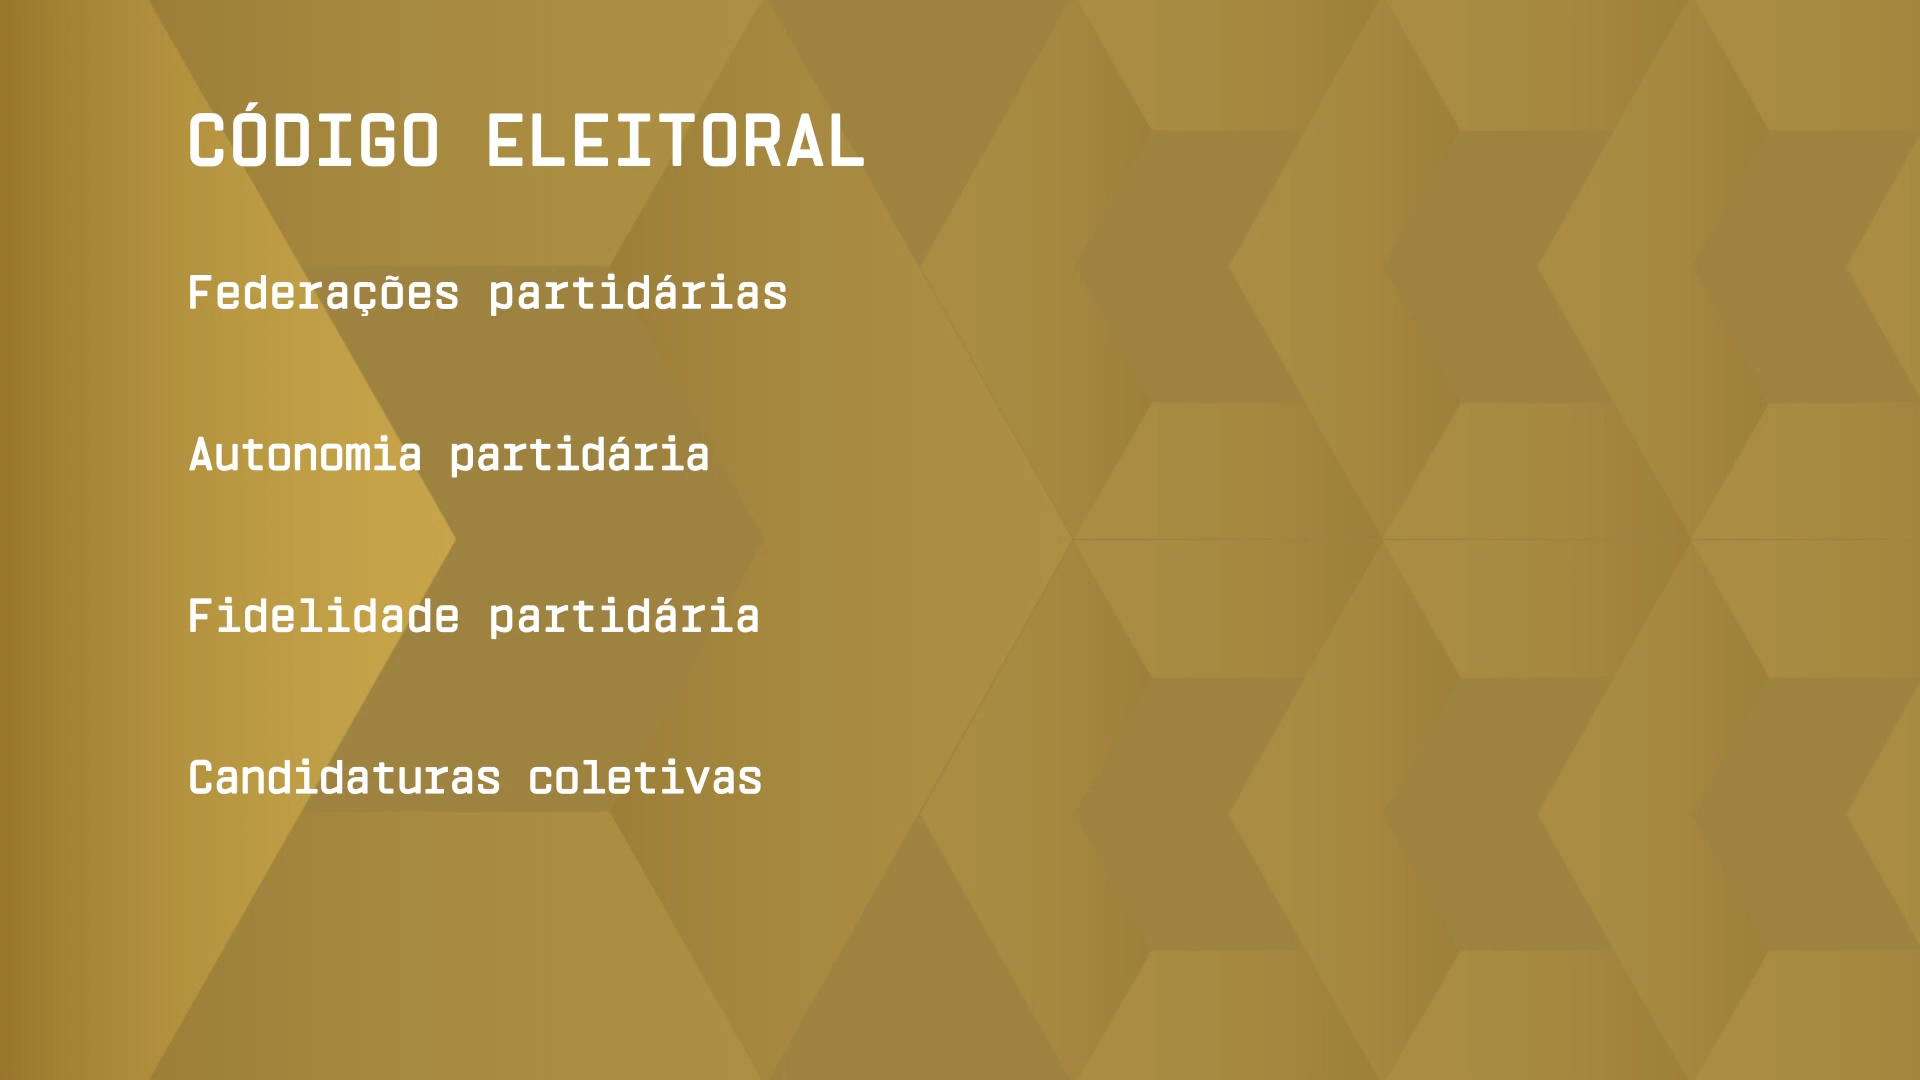 CÓDIGO ELEITORAL
Federações partidárias
Autonomia partidária
Fidelidade partidária
Candidaturas coletivas